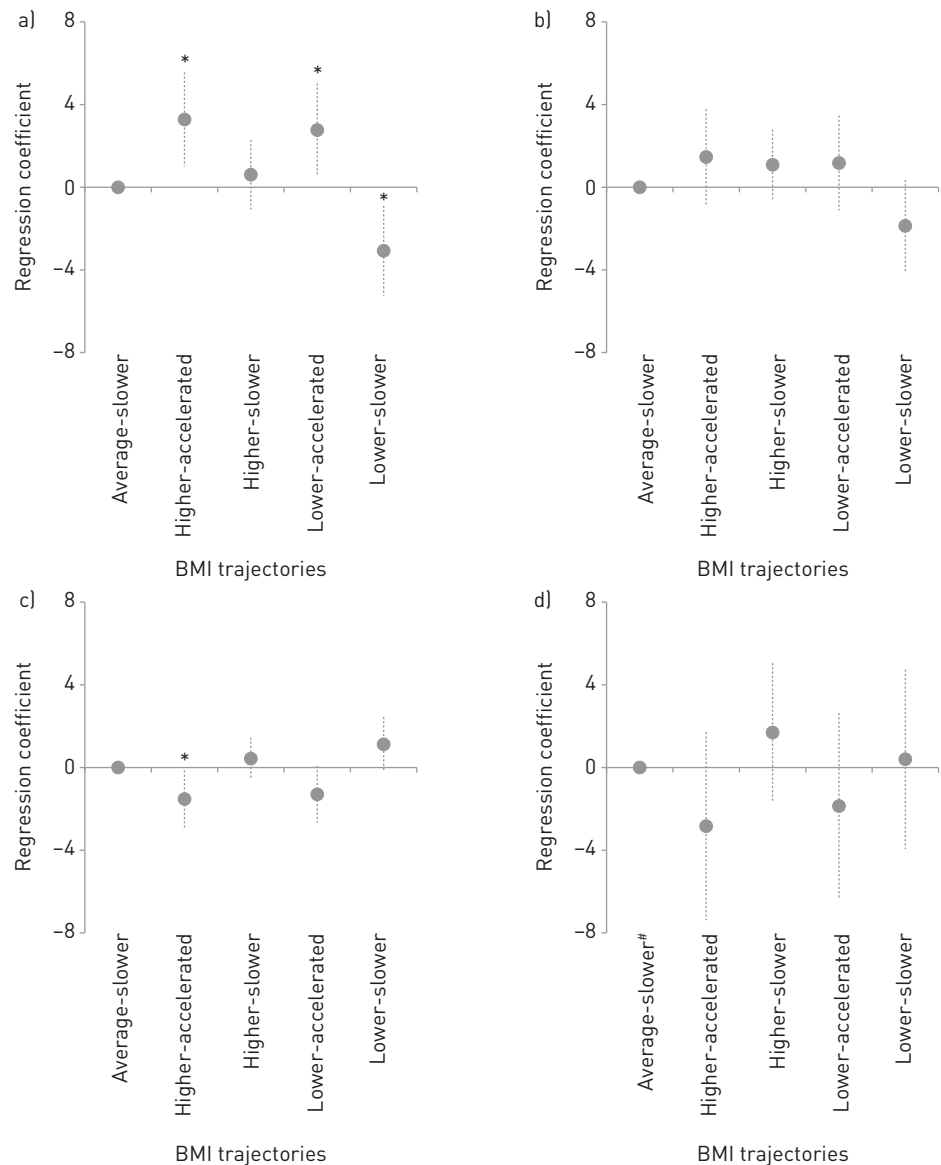 a)
8
4
0
−4
−8
Regression coefficient
*
*
*
Average-slower
Higher-accelerated
Higher-slower
Lower-accelerated
Lower-slower
BMI trajectories
b)
8
4
0
−4
−8
Regression coefficient
Average-slower
Higher-accelerated
Higher-slower
Lower-accelerated
Lower-slower
BMI trajectories
c)
8
4
0
−4
−8
Regression coefficient
*
Average-slower
Higher-accelerated
Higher-slower
Lower-accelerated
Lower-slower
BMI trajectories
d)
8
4
0
−4
−8
Regression coefficient
Average-slower#
Higher-accelerated
Higher-slower
Lower-accelerated
Lower-slower
BMI trajectories